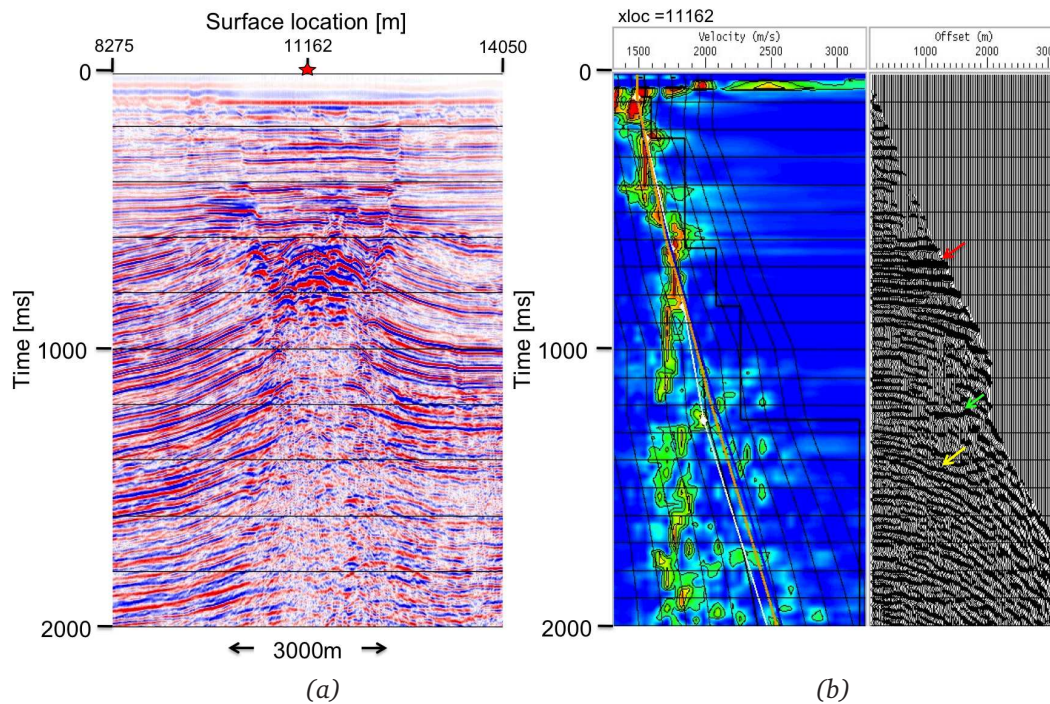 Surface location [m]
8275 11162 14050
0
1000
2000
Time [ms]
3000m
(a)
xloc =11162
Velocity (m/s)
1500 2000 2500 3000
Offset (m)
1000 2000
0
1000
2000
Time [ms]
(b)